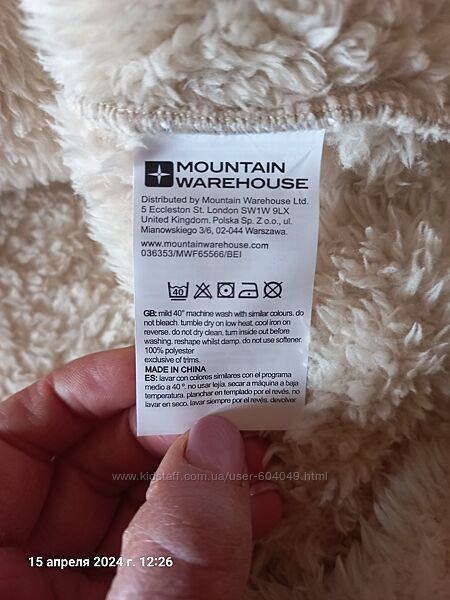 MOUNTAIN
WAREHOUSE
Distributed by Mountain Warehouse Ltd.
5 Eccleston St. London SW1W 9LX
United Kingdom. Polska Sp. Z o.o., ul.
Mianowskiego 3/6, 02-044 Warszawa.
www.mountainwarehouse.com
036353/MWF65566/BEI
40
GB: mild 40° machine wash with similar colours. do
not bleach. tumble dry on low heat. cool iron on
reverse. do not dry clean. turn inside out before
washing. reshape whilst damp. do not use softener.
100% polyester
exclusive of trims.
MADE IN CHINA
ES: lavar con colores similares con el programa
medio a 40 º. no usar lejía. secar a máquina a baja
temperatura. planchar en templado por el revés. no
lavar en seco. lavar siempre por el revés. devolver
www.kidstaff.com.ua/user-604049.html
15 апреля 2024 г. 12:26